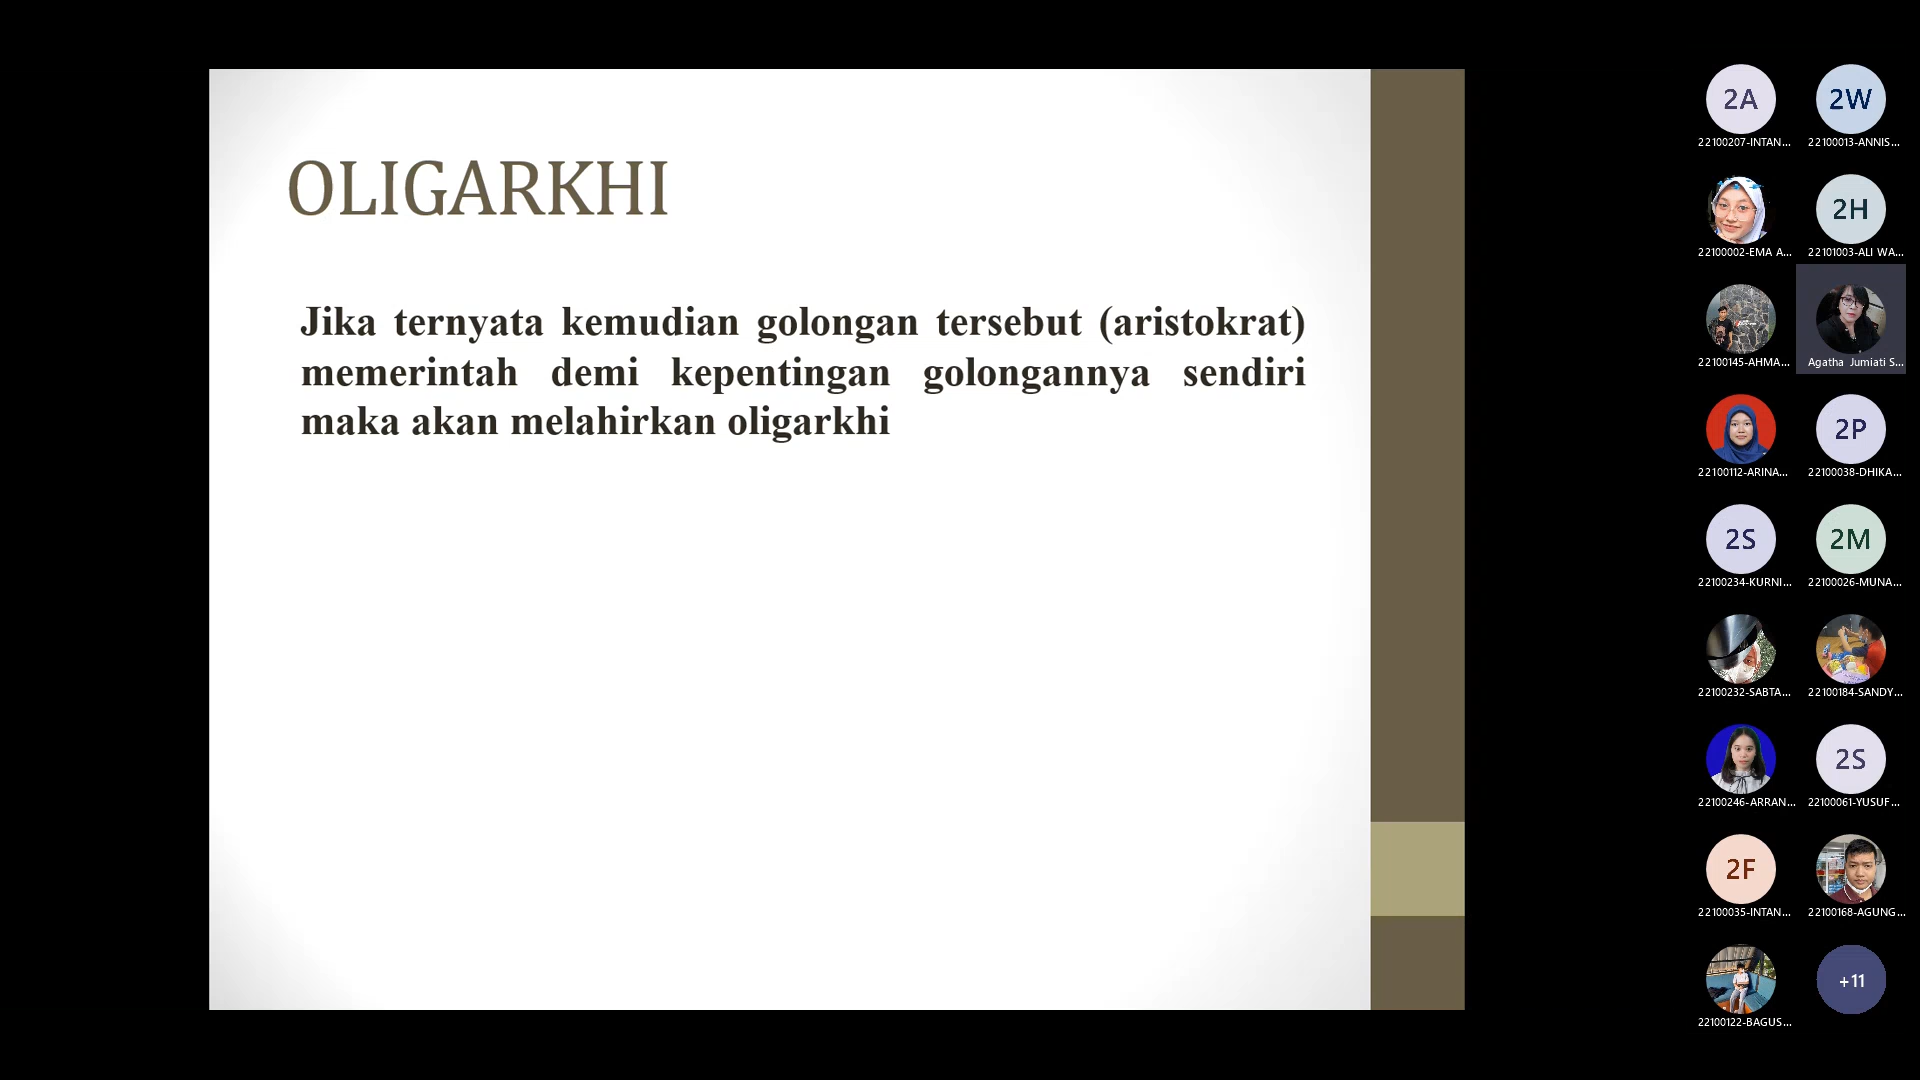 OLIGARKHI
Jika ternyata kemudian golongan tersebut (aristokrat)
memerintah demi kepentingan golongannya sendiri
maka akan melahirkan oligarkhi
2A
2W
22100207-INTAN...
22100013-ANNIS...
2H
22100002-EMA A...
22101003-ALI WA...
22100145-AHMA...
Agatha Jumiati S...
2P
22100112-ARINA...
22100038-DHIKA...
2S
2M
22100234-KURNI...
22100026-MUNA...
22100232-SABTA...
22100184-SANDY...
2S
22100246-ARRAN...
22100061-YUSUF...
2F
22100035-INTAN...
22100168-AGUNG...
+11
22100122-BAGUS...